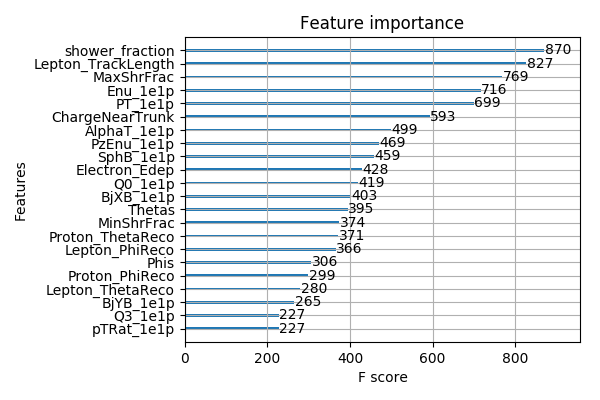 Feature importance
shower_fraction 870
Lepton_TrackLength 827
MaxShrFrac 769
Enu_1e1p 716
PT_1e1p 699
ChargeNearTrunk 593
AlphaT_1e1p 499
PzEnu_1e1p 469
SphB_1e1p 459
Electron_Edep 428
Q0_1e1p 419
BjXB_1e1p 403
Thetas 395
MinShrFrac 374
Proton_ThetaReco 371
Lepton_PhiReco 366
Phis 306
Proton_PhiReco 299
Lepton_ThetaReco 280
BjYB_1e1p 265
Q3_1e1p 227
pTRat_1e1p 227
Features
0 200 400 600 800
F score